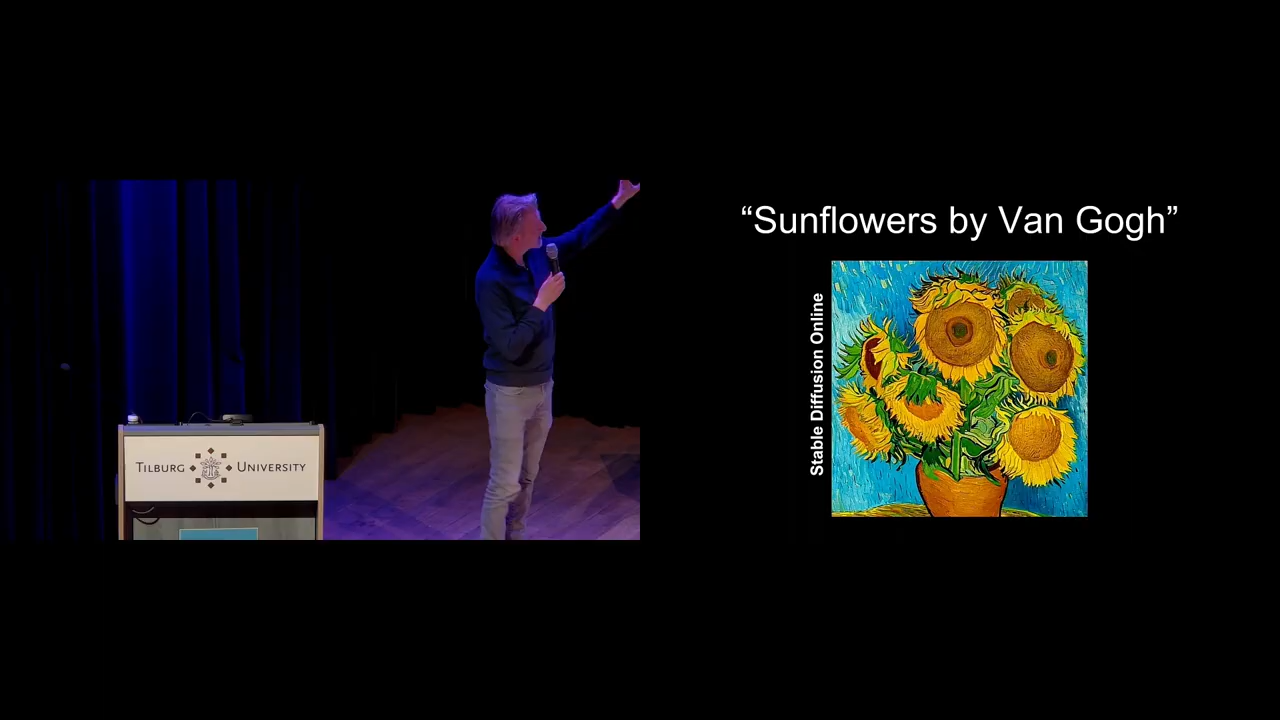 TILBURG UNIVERSITY
“Sunflowers by Van Gogh”
Stable Diffusion Online